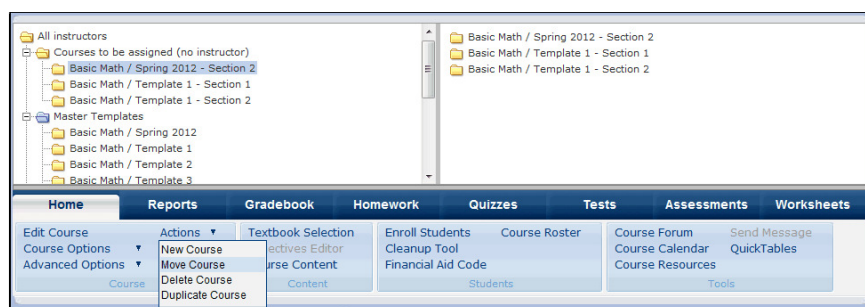 All instructors
Courses to be assigned (no instructor)
Basic Math / Spring 2012 - Section 2
Basic Math / Template 1 - Section 1
Basic Math / Template 1 - Section 2
Master Templates
Basic Math / Spring 2012
Basic Math / Template 1
Basic Math / Template 2
Basic Math / Template 3
Basic Math / Spring 2012 - Section 2
Basic Math / Template 1 - Section 1
Basic Math / Template 1 - Section 2
Home Reports Gradebook Homework Quizzes Tests Assessments Worksheets
Edit Course Actions Textbook Selection Enroll Students Course Roster Course Forum Send Message
Course Options New Course ectives Editor Cleanup Tool Course Calendar QuickTables
Advanced Options Move Course urse Content Financial Aid Code Course Resources
Delete Course
Cour Duplicate Course Content Students Tools